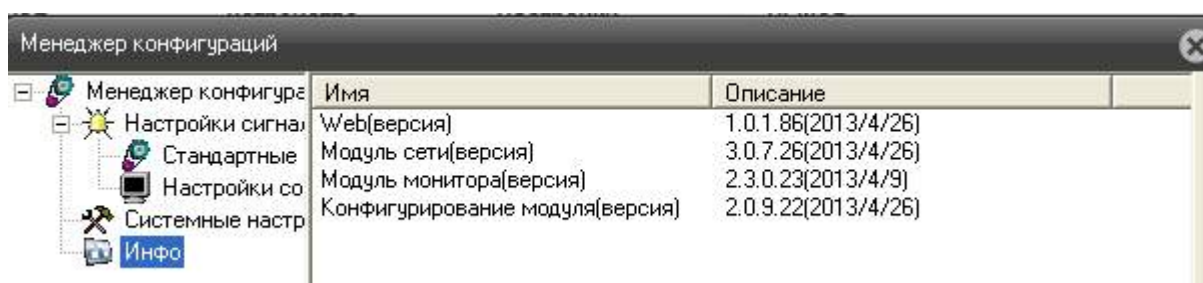 Менеджер конфигураций
Менеджер конфигура
Настройки сигнал
Стандартные
Настройки со
Системные настр
Инфо
Имя Описание
Web(версия) 1.0.1.86(2013/4/26)
Модуль сети(версия) 3.0.7.26(2013/4/26)
Модуль монитора(версия) 2.3.0.23(2013/4/9)
Конфигурирование модуля(версия) 2.0.9.22(2013/4/26)